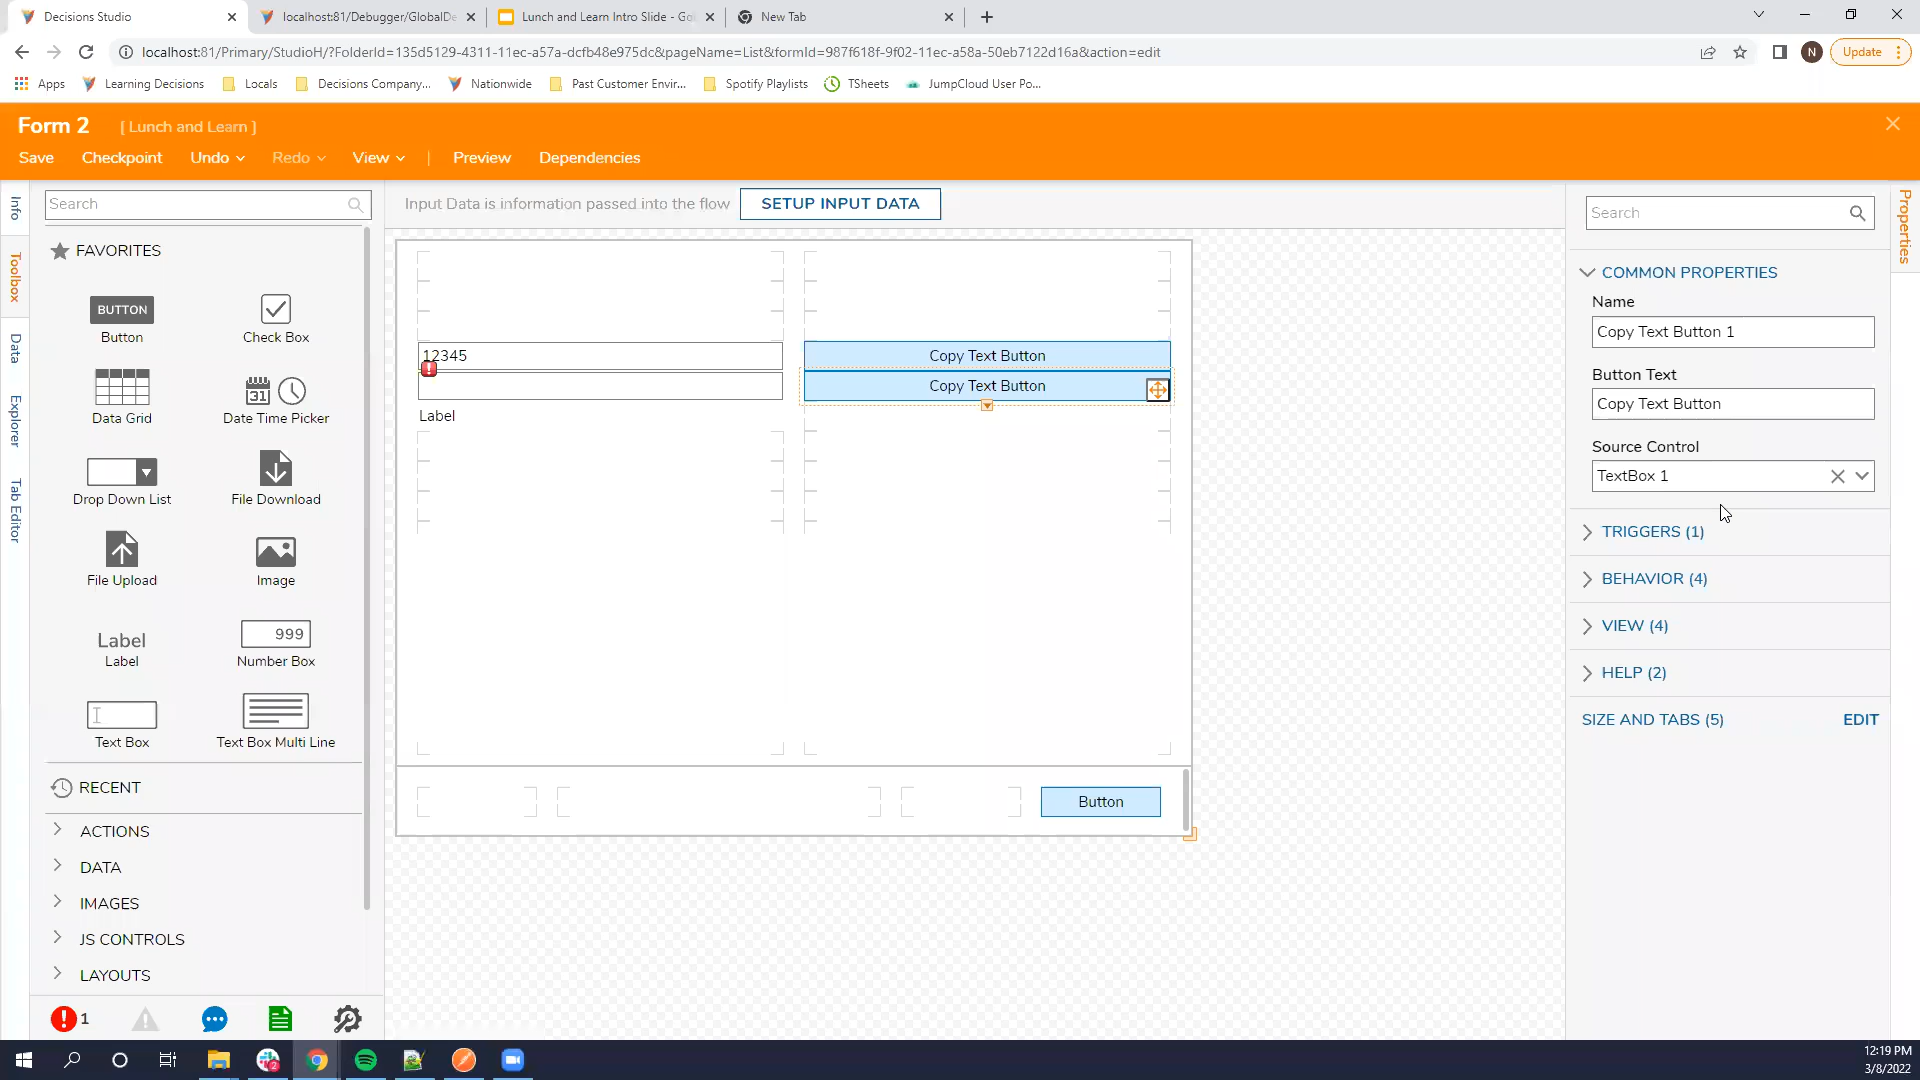 Decisions Studio
localhost:81/Debugger/GlobalDe
Lunch and Learn Intro Slide - Go
New Tab
localhost:81/Primary/StudioH/?FolderId=135d5129-4311-11ec-a57a-dcfb48e975dc&pageName=List&formId=987f618f-9f02-11ec-a58a-50eb7122d16a&action=edit
N
Update
Apps
Learning Decisions
Locals
Decisions Company...
Nationwide
Past Customer Envir...
Spotify Playlists
TSheets
JumpCloud User Po...
Form 2
[ Lunch and Learn ]
Save
Checkpoint
Undo
Redo
View
Preview
Dependencies
Info
Toolbox
Data
Explorer
Tab Editor
Search
FAVORITES
BUTTON
Button
Check Box
Data Grid
31
Date Time Picker
Drop Down List
File Download
File Upload
Image
Label
Label
999
Number Box
Text Box
Text Box Multi Line
RECENT
ACTIONS
DATA
IMAGES
JS CONTROLS
LAYOUTS
1
Input Data is information passed into the flow
SETUP INPUT DATA
12345
Copy Text Button
Copy Text Button
Label
Button
Properties
Search
COMMON PROPERTIES
Name
Copy Text Button 1
Button Text
Copy Text Button
Source Control
TextBox 1
TRIGGERS (1)
BEHAVIOR (4)
VIEW (4)
HELP (2)
SIZE AND TABS (5)
EDIT
2
12:19 PM
3/8/2022